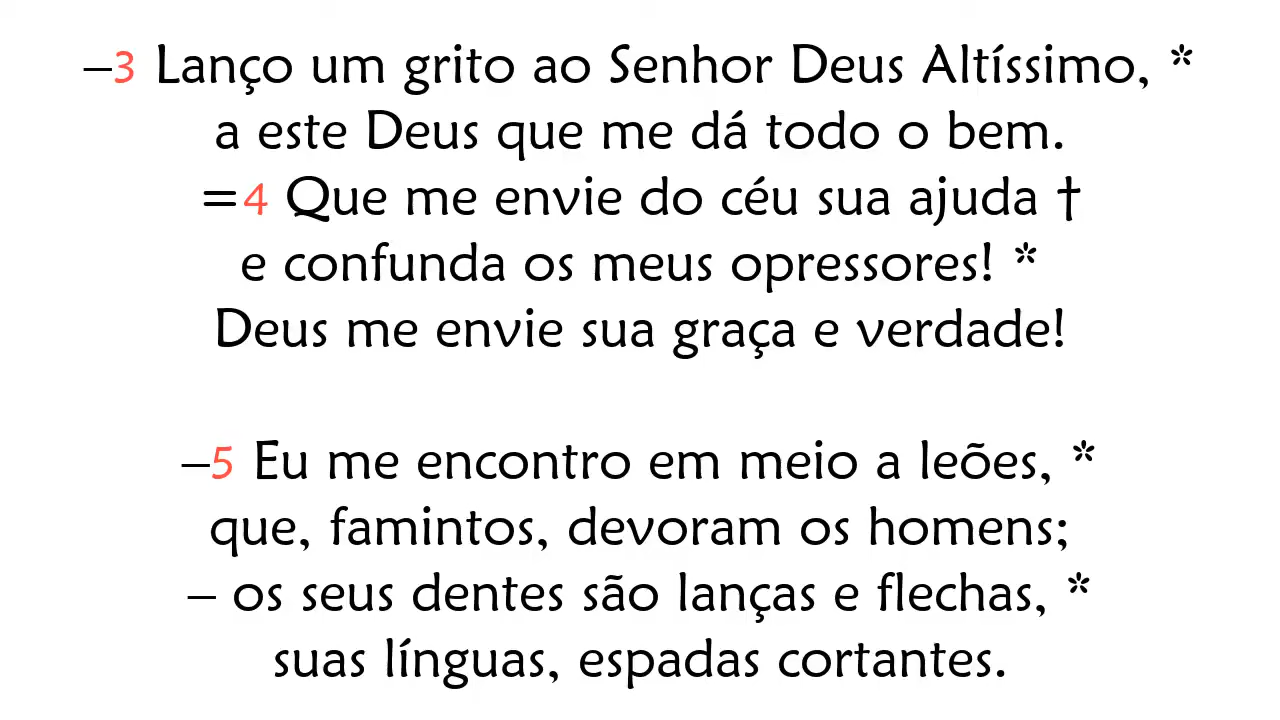 –3 Lanço um grito ao Senhor Deus Altíssimo, *
a este Deus que me dá todo o bem.
=4 Que me envie do céu sua ajuda †
e confunda os meus opressores! *
Deus me envie sua graça e verdade!
–5 Eu me encontro em meio a leões, *
que, famintos, devoram os homens;
– os seus dentes são lanças e flechas, *
suas línguas, espadas cortantes.